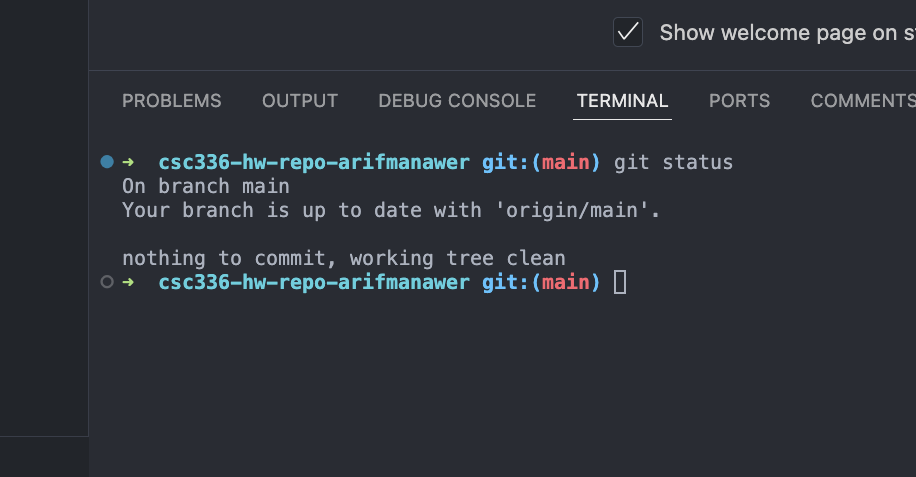 Show welcome page on
PROBLEMS OUTPUT DEBUG CONSOLE TERMINAL PORTS COMMENTS
➜ csc336-hw-repo-arifmanawer git:(main) git status
On branch main
Your branch is up to date with 'origin/main'.
nothing to commit, working tree clean
➜ csc336-hw-repo-arifmanawer git:(main)